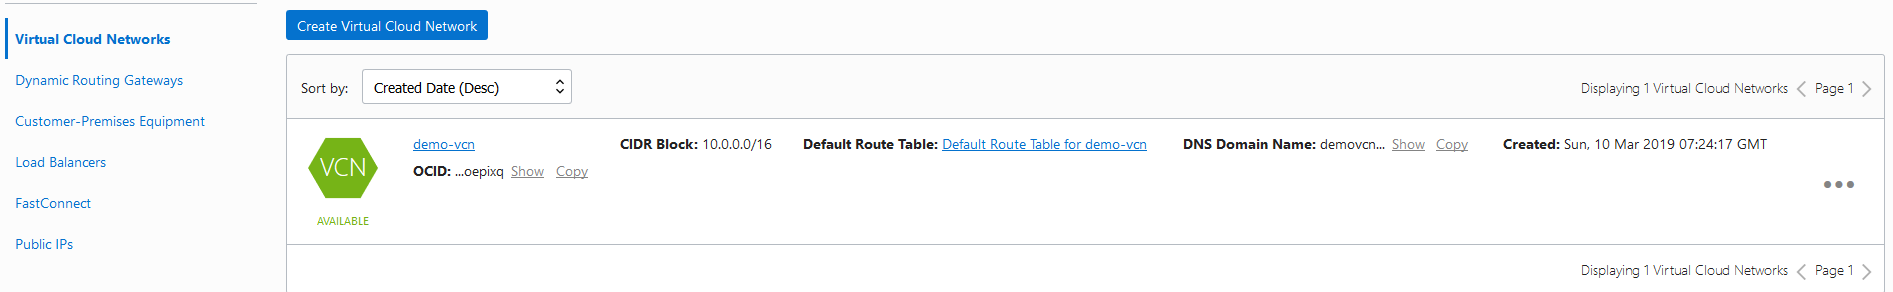 Virtual Cloud Networks
Dynamic Routing Gateways
Customer-Premises Equipment
Load Balancers
FastConnect
Public IPs
Create Virtual Cloud Network
Sort by: Created Date (Desc) Displaying 1 Virtual Cloud Networks Page 1
VCN
AVAILABLE
demo-vcn CIDR Block: 10.0.0.0/16 Default Route Table: Default Route Table for demo-vcn DNS Domain Name: demovcn... Show Copy Created: Sun, 10 Mar 2019 07:24:17 GMT
OCID: ...oepixq Show Copy
Displaying 1 Virtual Cloud Networks Page 1